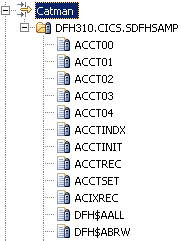 Catman
DFH310.CICS.SDFHSAMP
ACCT00
ACCT01
ACCT02
ACCT03
ACCT04
ACCTINDX
ACCTINIT
ACCTREC
ACCTSET
ACIXREC
DFH$AALL
DFH$ABRW